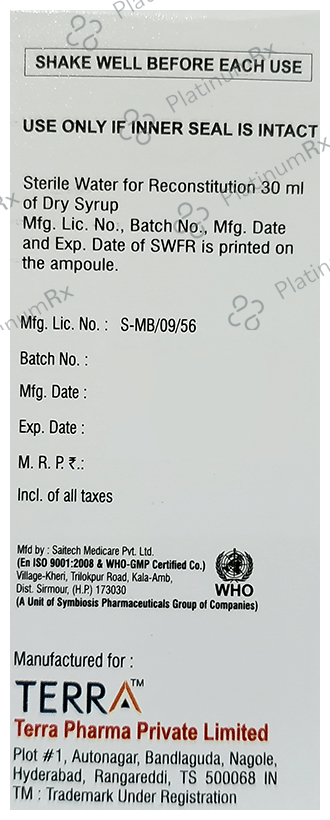 SHAKE WELL BEFORE EACH USE
USE ONLY IF INNER SEAL IS INTACT
Sterile Water for Reconstitution 30 ml
of Dry Syrup
Mfg. Lic. No., Batch No., Mfg. Date
and Exp. Date of SWFR is printed on
the ampoule.
Mfg. Lic. No. : S-MB/09/56
Batch No. :
Mfg. Date :
Exp. Date :
M. R. P. ₹.:
Incl. of all taxes
Mfd by : Saitech Medicare Pvt. Ltd.
(En ISO 9001:2008 & WHO-GMP Certified Co.)
Village-Kheri, Trilokpur Road, Kala-Amb,
Dist. Sirmour, (H.P.) 173030
(A Unit of Symbiosis Pharmaceuticals Group of Companies)
WHO
Manufactured for :
TERRA™
Terra Pharma Private Limited
Plot #1, Autonagar, Bandlaguda, Nagole,
Hyderabad, Rangareddi, TS 500068 IN
TM : Trademark Under Registration
PlatinumRx
PlatinumRx
PlatinumRx
inumRx
Platin